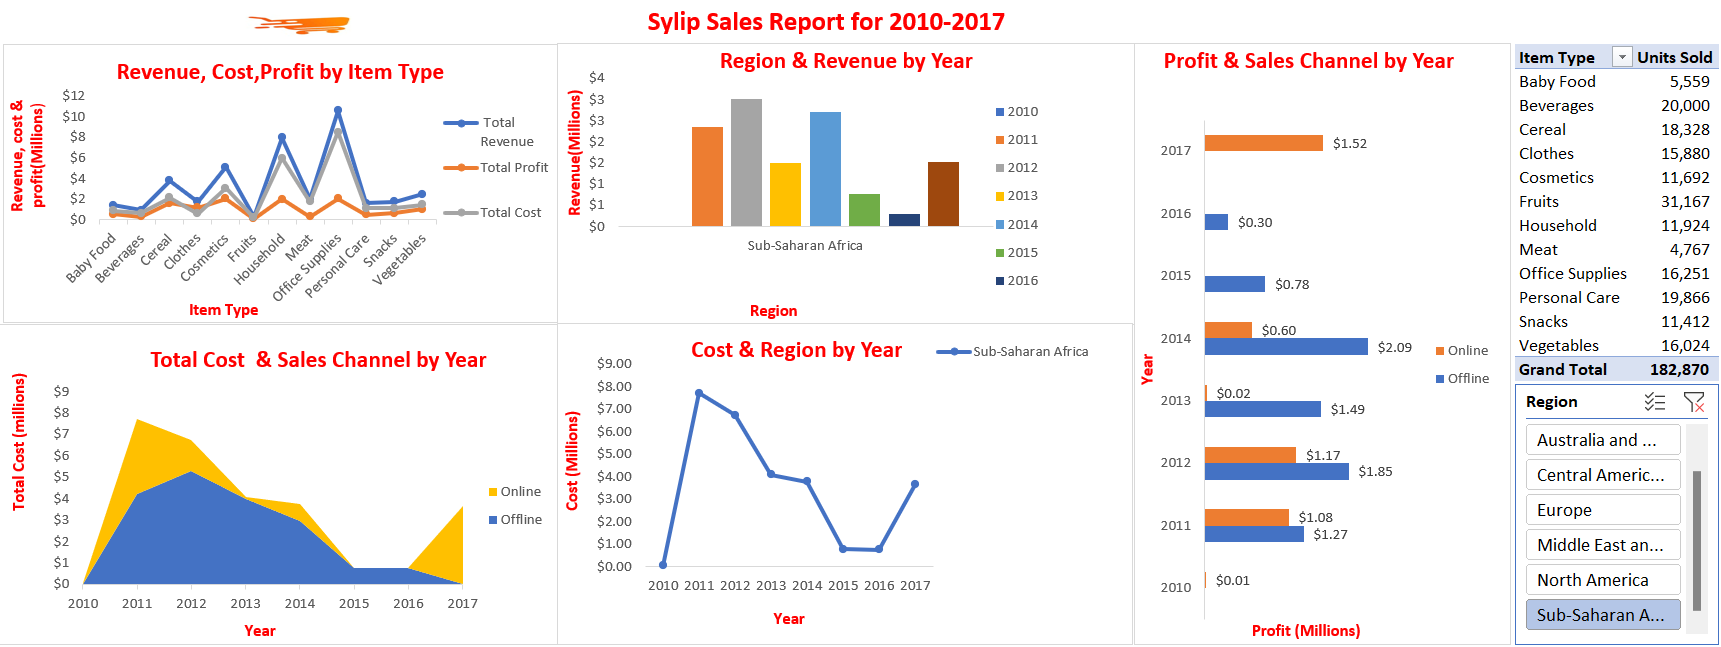 Sylip Sales Report for 2010-2017
Revenue, Cost,Profit by Item Type
Revenue, cost &
profit(Millions)
$12
$10
$8
$6
$4
$2
$0
Total
Revenue
Total Profit
Total Cost
Baby Food
Beverages
Cereal
Clothes
Cosmetics
Fruits
Household
Meat
Office Supplies
Personal Care
Snacks
Vegetables
Item Type
Region & Revenue by Year
Revenue(Millions)
$4
$3
$3
$2
$2
$1
$1
$0
Sub-Saharan Africa
2010
2011
2012
2013
2014
2015
2016
Region
Total Cost & Sales Channel by Year
Total Cost (millions)
$9
$8
$7
$6
$5
$4
$3
$2
$1
$0
2010 2011 2012 2013 2014 2015 2016 2017
Online
Offline
Year
Cost & Region by Year
Sub-Saharan Africa
Cost (Millions)
$9.00
$8.00
$7.00
$6.00
$5.00
$4.00
$3.00
$2.00
$1.00
$0.00
2010 2011 2012 2013 2014 2015 2016 2017
Year
Profit & Sales Channel by Year
Year
2017 $1.52
2016 $0.30
2015 $0.78
$0.60
2014 $2.09
$0.02
2013 $1.49
$1.17
2012 $1.85
$1.08
2011 $1.27
2010 $0.01
Online
Offline
Profit (Millions)
Item Type Units Sold
Baby Food 5,559
Beverages 20,000
Cereal 18,328
Clothes 15,880
Cosmetics 11,692
Fruits 31,167
Household 11,924
Meat 4,767
Office Supplies 16,251
Personal Care 19,866
Snacks 11,412
Vegetables 16,024
Grand Total 182,870
Region
Australia and ...
Central Americ...
Europe
Middle East an...
North America
Sub-Saharan A...